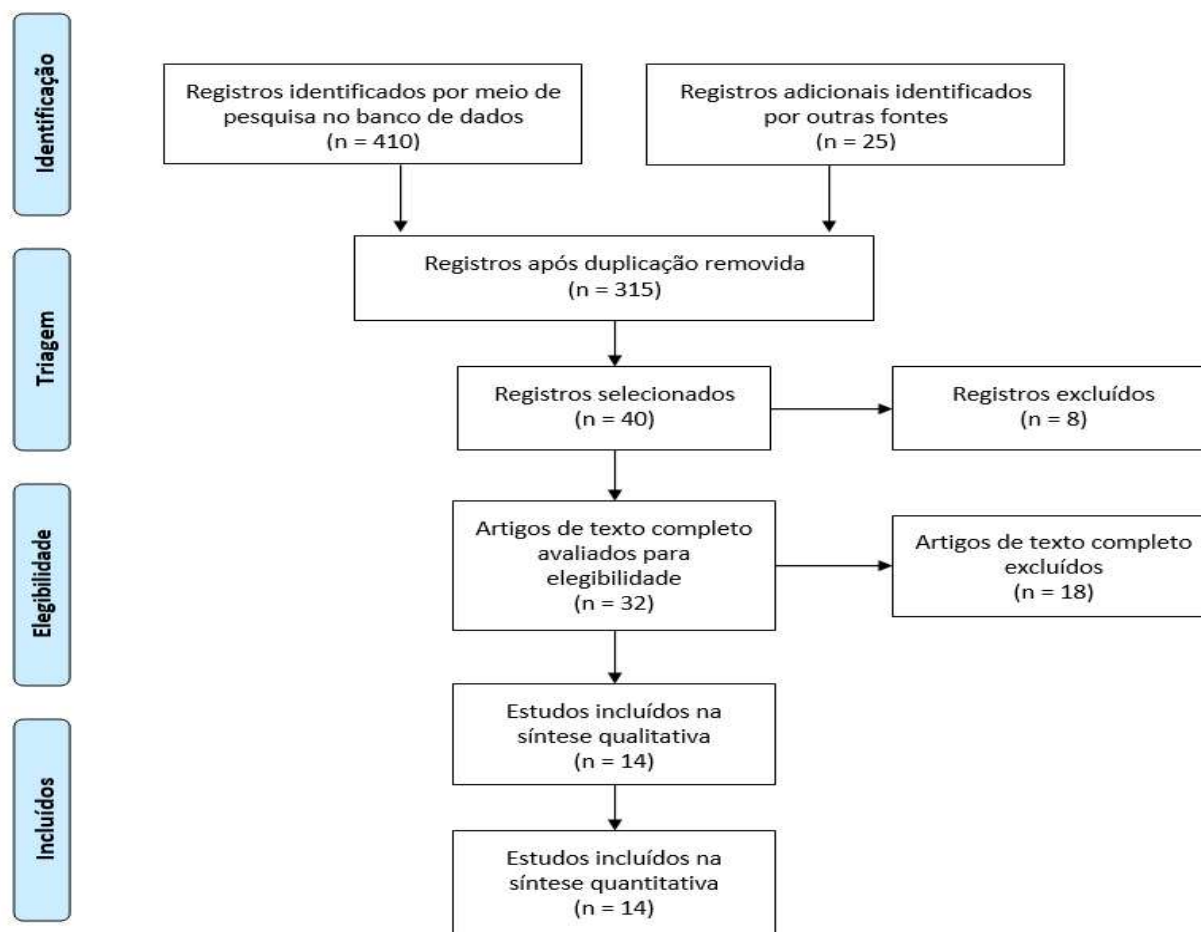 Identificação
Registros identificados por meio de
pesquisa no banco de dados
(n = 410)
Registros adicionais identificados
por outras fontes
(n = 25)
Triagem
Registros após duplicação removida
(n = 315)
Registros selecionados
(n = 40)
Registros excluídos
(n = 8)
Elegibilidade
Artigos de texto completo
avaliados para
elegibilidade
(n = 32)
Artigos de texto completo
excluídos
(n = 18)
Incluídos
Estudos incluídos na
síntese qualitativa
(n = 14)
Estudos incluídos na
síntese quantitativa
(n = 14)